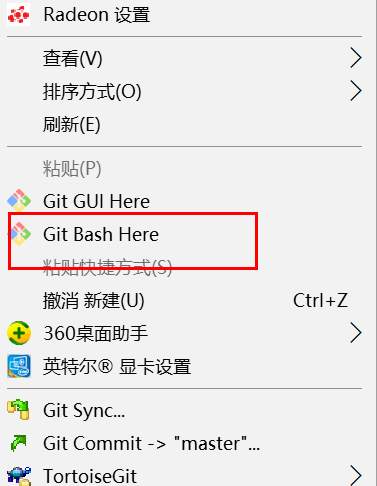 Radeon 设置
查看(V)
排序方式(O)
刷新(E)
粘贴(P)
Git GUI Here
Git Bash Here
粘贴快捷方式(S)
撤消 新建(U) Ctrl+Z
360桌面助手
英特尔® 显卡设置
Git Sync...
Git Commit -> "master"...
TortoiseGit